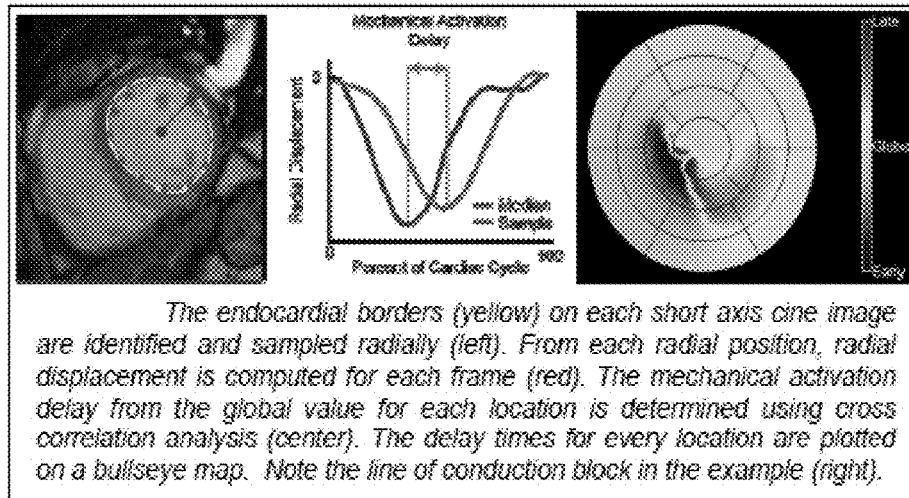 Mechanical Activation
Delay
0
Radial Displacement
Median
Sample
0
100
Percent of Cardiac Cycle
Late
Global
Early
The endocardial borders (yellow) on each short axis cine image
are identified and sampled radially (left). From each radial position, radial
displacement is computed for each frame (red). The mechanical activation
delay from the global value for each location is determined using cross
correlation analysis (center). The delay times for every location are plotted
on a bullseye map. Note the line of conduction block in the example (right).